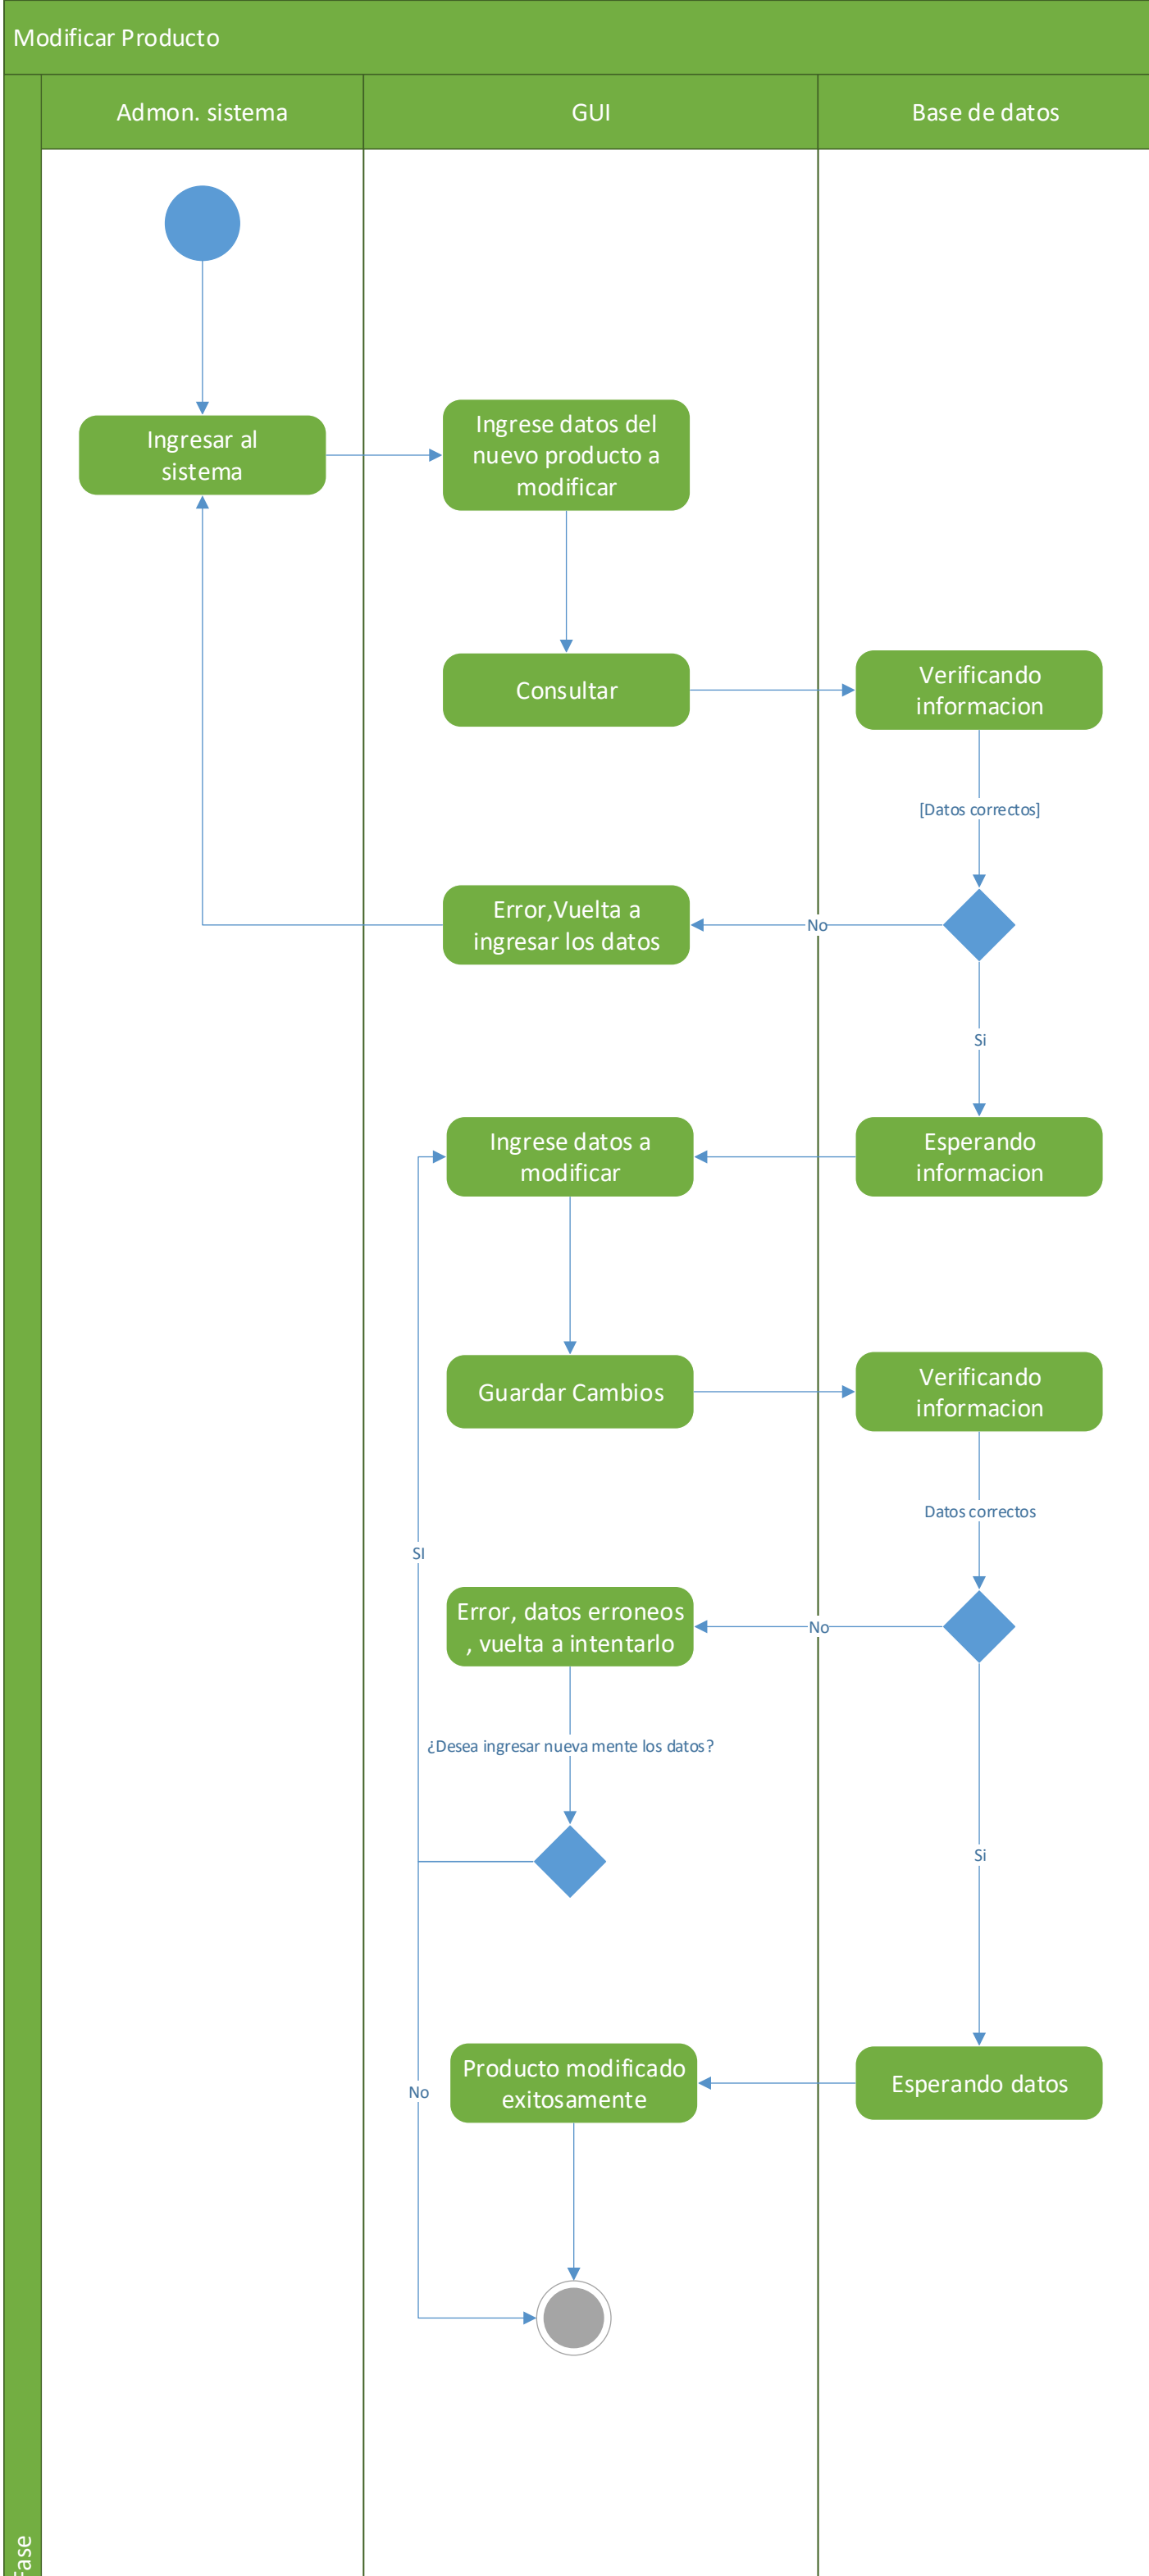 Modificar Producto
Admon. sistema
GUI
Base de datos
Ingresar al
sistema
Ingrese datos del
nuevo producto a
modificar
Consultar
Verificando
informacion
[Datos correctos]
Error,Vuelta a
ingresar los datos
No
Si
Ingrese datos a
modificar
Esperando
informacion
Guardar Cambios
Verificando
informacion
Datos correctos
SI
Error, datos erroneos
, vuelta a intentarlo
No
¿Desea ingresar nueva mente los datos?
Si
Producto modificado
exitosamente
Esperando datos
No
Fase